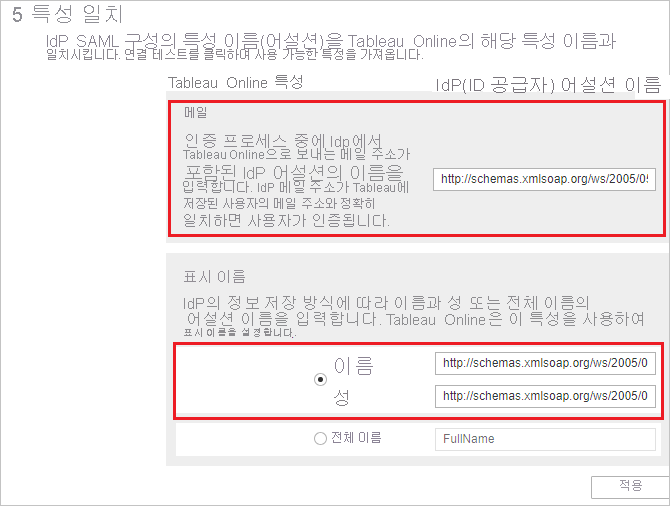 5 특성 일치
IdP SAML 구성의 특성 이름(어설션)을 Tableau Online의 해당 특성 이름과
일치시킵니다. 연결 테스트를 클릭하여 사용 가능한 특성을 가져옵니다.
Tableau Online 특성
IdP(ID 공급자) 어설션 이름
메일
인증 프로세스 중에 Idp에서
Tableau Online으로 보내는 메일 주소가
포함된 IdP 어설션의 이름을
입력합니다. IdP 메일 주소가 Tableau에
저장된 사용자의 메일 주소와 정확히
일치하면 사용자가 인증됩니다.
http://schemas.xmlsoap.org/ws/2005/05
표시 이름
IdP의 정보 저장 방식에 따라 이름과 성 또는 전체 이름의
어설션 이름을 입력합니다. Tableau Online은 이 특성을 사용하여
표시 이름을 설정합니다.
이름
http://schemas.xmlsoap.org/ws/2005/0
성
http://schemas.xmlsoap.org/ws/2005/0
전체 이름
FullName
적용